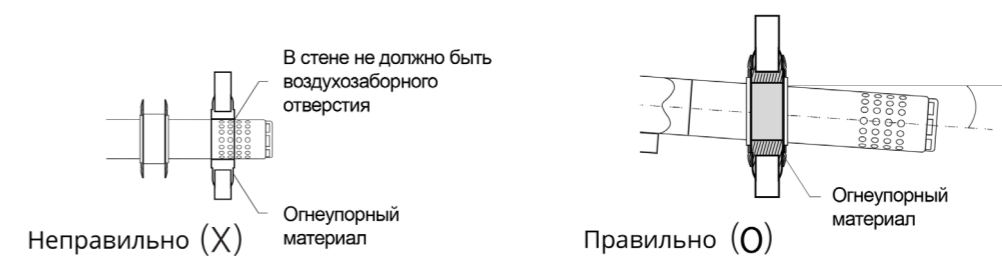 В стене не должно быть
воздухозаборного
отверстия
Огнеупорный
материал
Неправильно (X)
Огнеупорный
материал
Правильно (O)